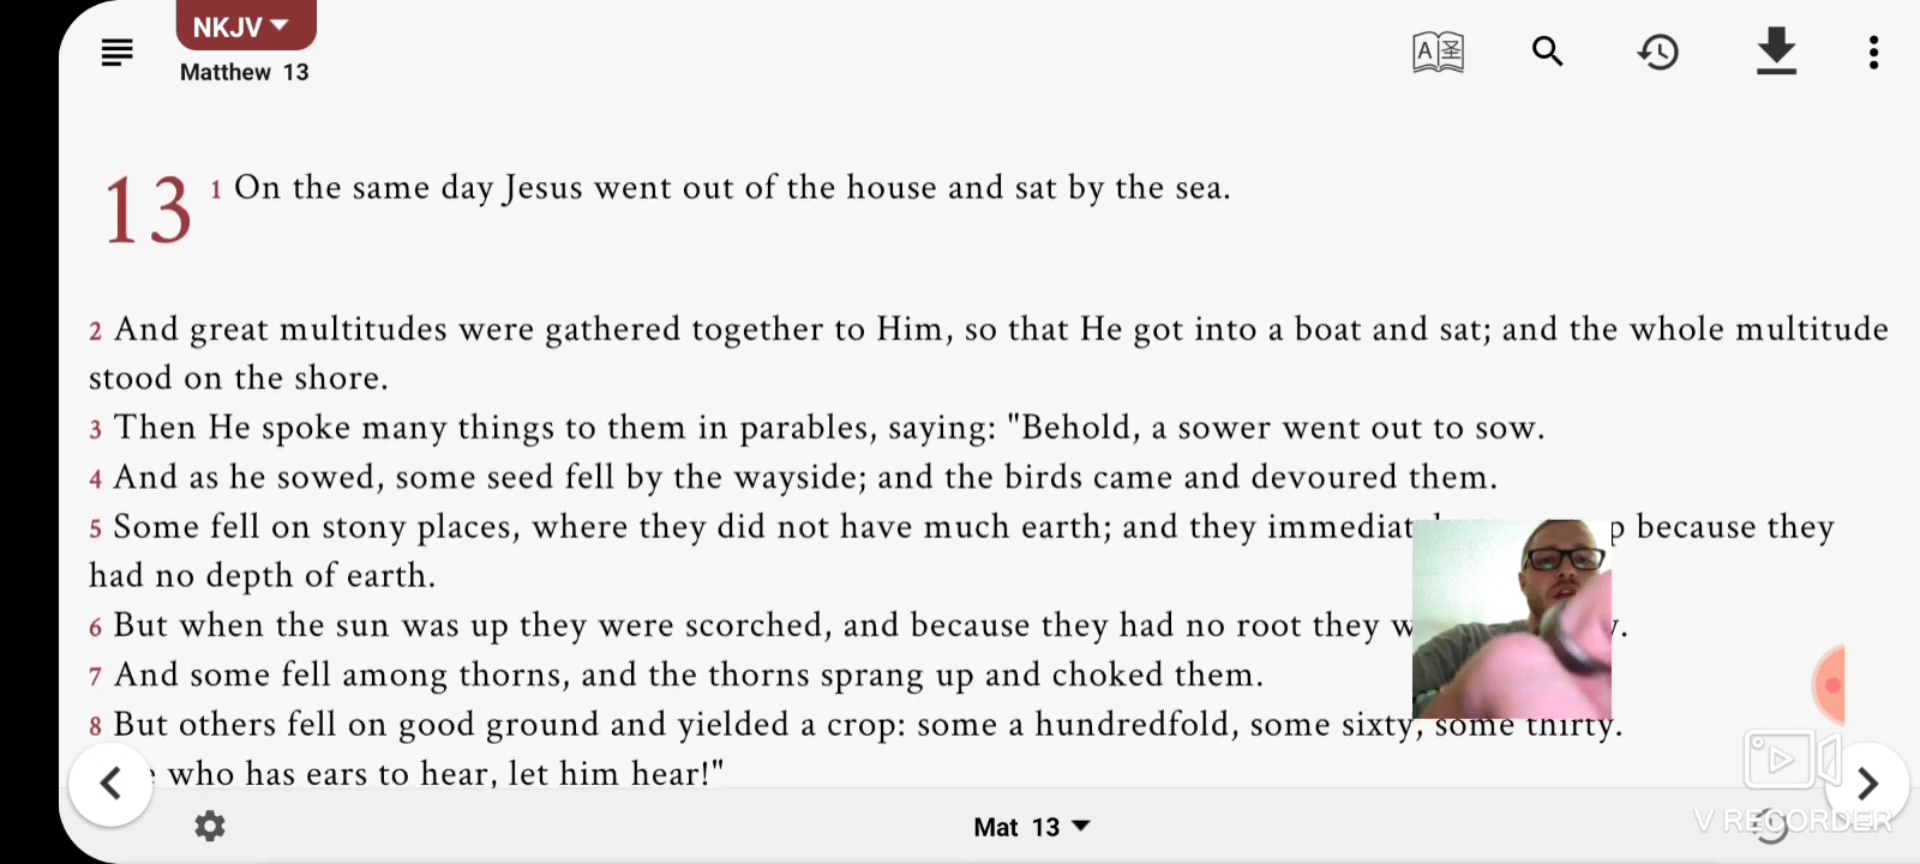 NKJV
Matthew 13
A 圣
13 1 On the same day Jesus went out of the house and sat by the sea.
2 And great multitudes were gathered together to Him, so that He got into a boat and sat; and the whole multitude
stood on the shore.
3 Then He spoke many things to them in parables, saying: "Behold, a sower went out to sow.
4 And as he sowed, some seed fell by the wayside; and the birds came and devoured them.
5 Some fell on stony places, where they did not have much earth; and they because they
had no depth of earth.
6 But when the sun was up they were scorched, and because they had no root they
7 And some fell among thorns, and the thorns sprang up and choked them.
8 But others fell on good ground and yielded a crop: some a hundredfold, some sixty, some thirty.
who has ears to hear, let him hear!"
Mat 13
V RECORDER